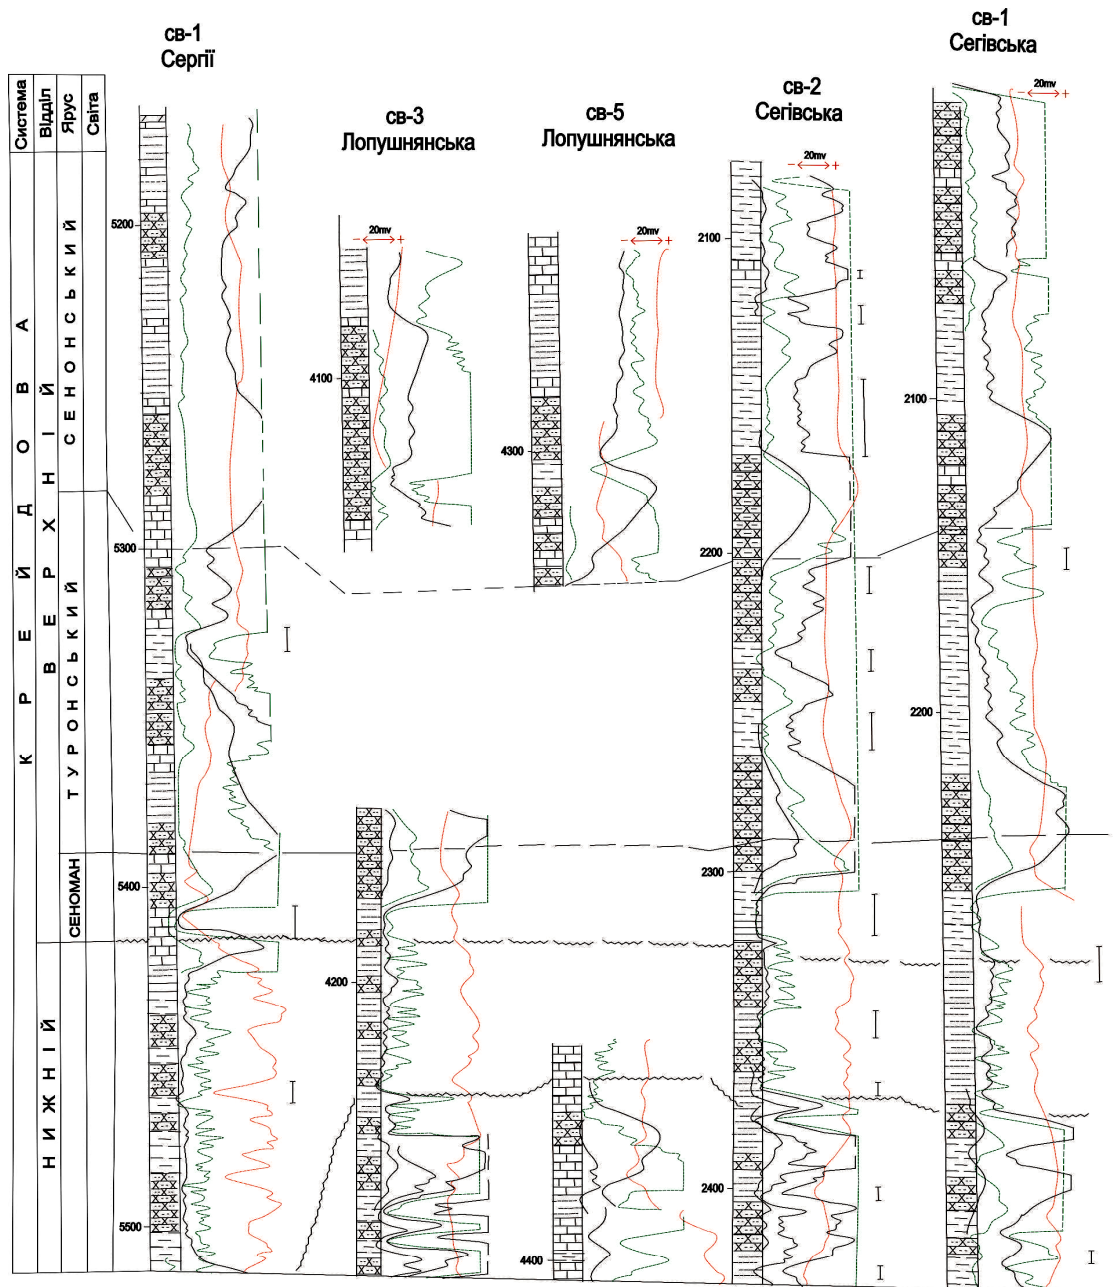 св-1
Сергії
св-3
Лопушнянська
св-5
Лопушнянська
св-2
Сегівська
св-1
Сегівська
Система
Відділ
Ярус
Світа
К Р Е Й Д О В А
В Е Р Х Н І Й
Н И Ж Н І Й
С Е Н О Н С Ь К И Й
Т У Р О Н С Ь К И Й
СЕНОМАН
5200
5300
5400
5500
- 20mv +
4100
4200
- 20mv +
4300
4400
- 20mv +
2100
2200
2300
2400
- 20mv +
2100
2200